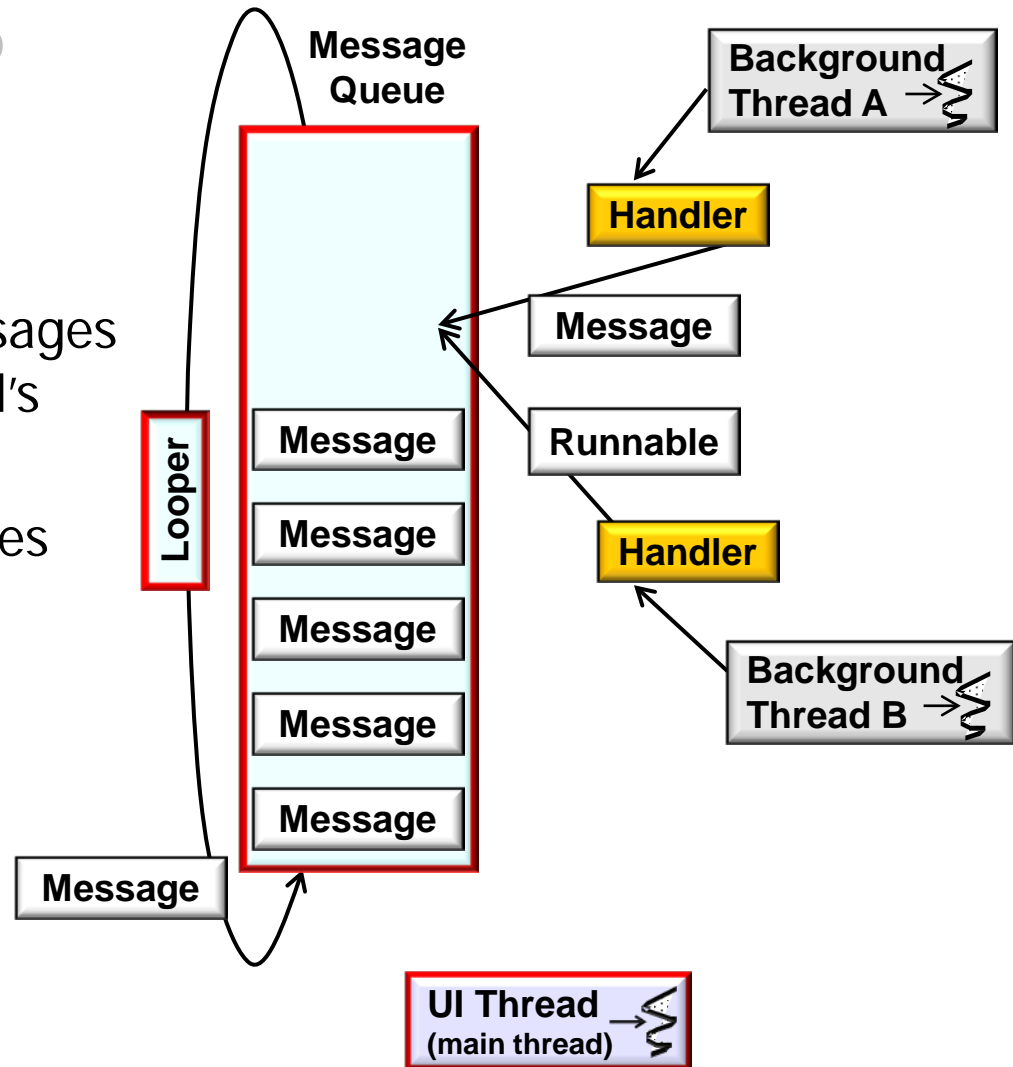 Message
Queue
Background
Thread A
Handler
Message
sages
l's
es
Looper
Message
Message
Message
Message
Message
Runnable
Handler
Background
Thread B
Message
UI Thread
(main thread)